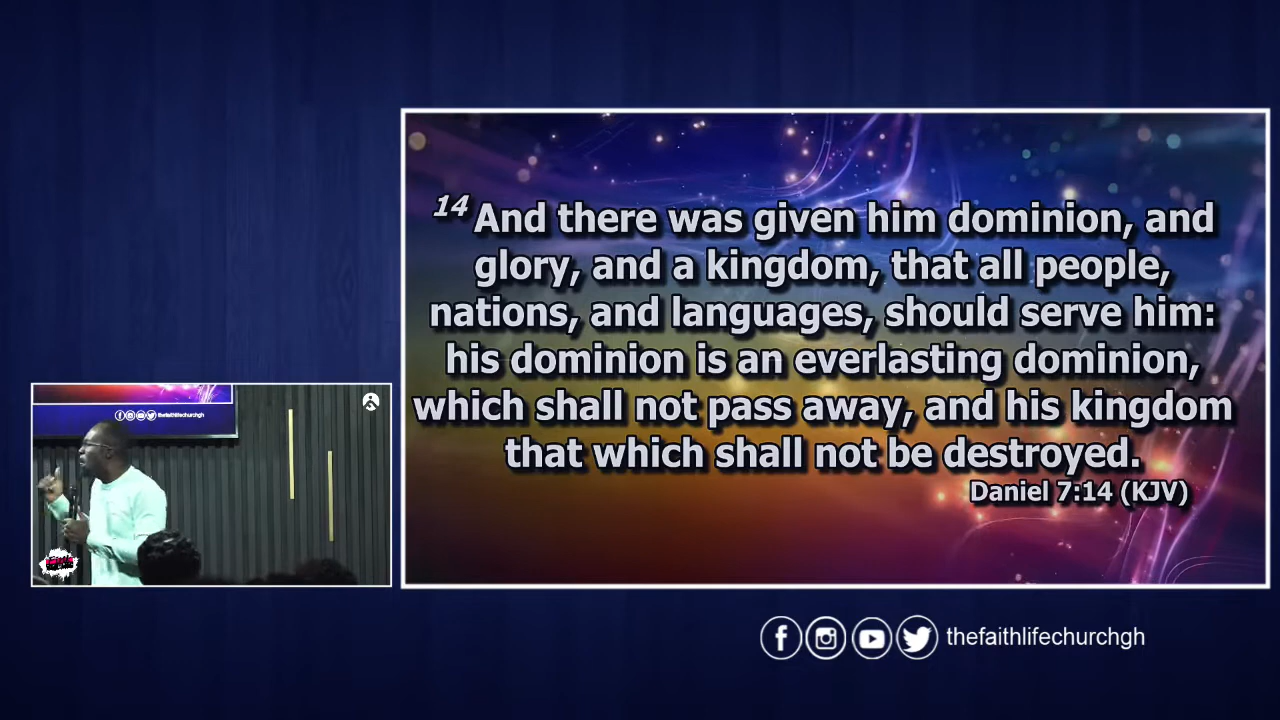 14 And there was given him dominion, and
glory, and a kingdom, that all people,
nations, and languages, should serve him:
his dominion is an everlasting dominion,
which shall not pass away, and his kingdom
that which shall not be destroyed.
Daniel 7:14 (KJV)
thefaithlifechurchgh
thefaithlifechurchgh